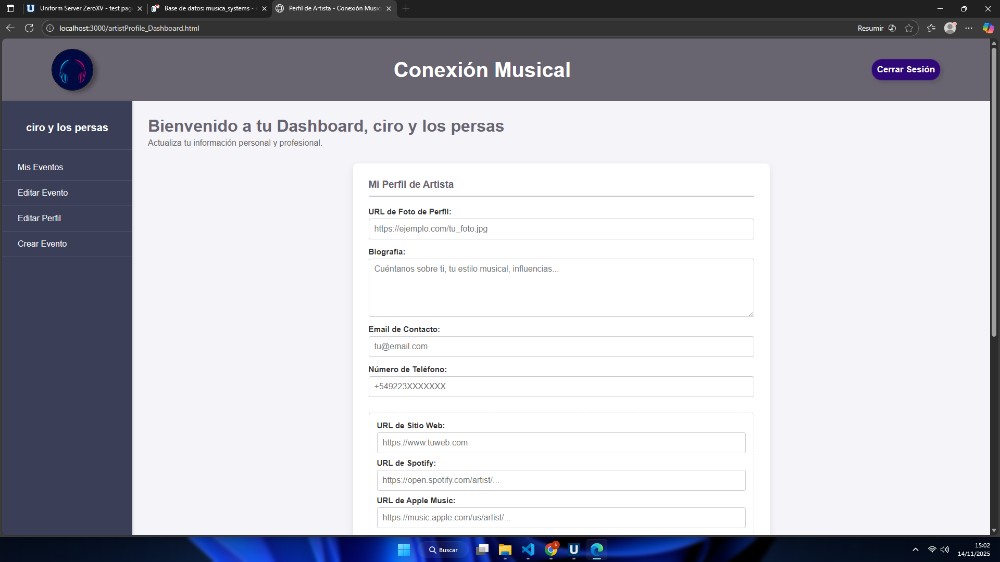 Uniform Server ZeroXV - test pag
Base de datos: musica_systems -
Perfil de Artista - Conexión Music
localhost:3000/artistProfile_Dashboard.html
Resumir
Conexión Musical
Cerrar Sesión
ciro y los persas
Mis Eventos
Editar Evento
Editar Perfil
Crear Evento
Bienvenido a tu Dashboard, ciro y los persas
Actualiza tu información personal y profesional.
Mi Perfil de Artista
URL de Foto de Perfil:
https://ejemplo.com/tu_foto.jpg
Biografía:
Cuéntanos sobre ti, tu estilo musical, influencias...
Email de Contacto:
tu@email.com
Número de Teléfono:
+549223XXXXXXX
URL de Sitio Web:
https://www.tuweb.com
URL de Spotify:
https://open.spotify.com/artist/...
URL de Apple Music:
https://music.apple.com/us/artist/...
Buscar
15:02
14/11/2025